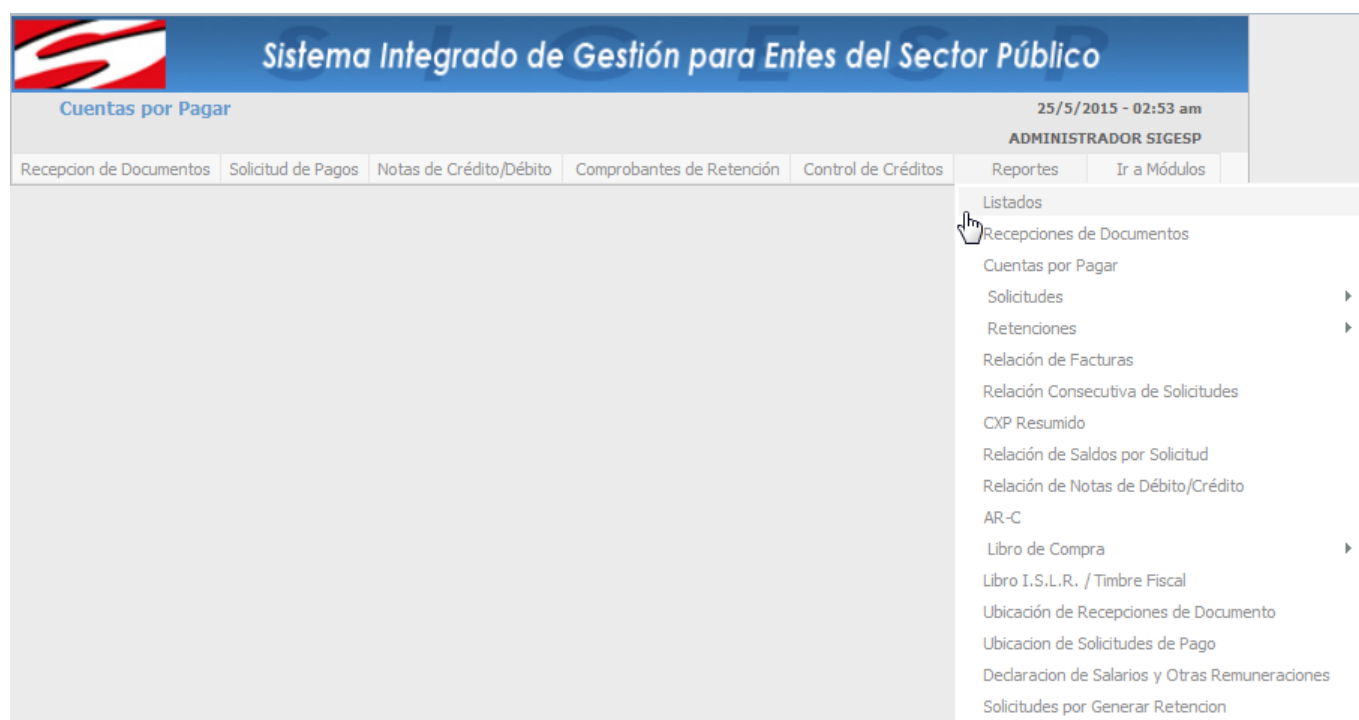 S I G E S P
Sistema Integrado de Gestión para Entes del Sector Público
Cuentas por Pagar
25/5/2015 - 02:53 am
ADMINISTRADOR SIGESP
Recepcion de Documentos Solicitud de Pagos Notas de Crédito/Débito Comprobantes de Retención Control de Créditos Reportes Ir a Módulos
Listados
Recepciones de Documentos
Cuentas por Pagar
Solicitudes
Retenciones
Relación de Facturas
Relación Consecutiva de Solicitudes
CXP Resumido
Relación de Saldos por Solicitud
Relación de Notas de Débito/Crédito
AR-C
Libro de Compra
Libro I.S.L.R. / Timbre Fiscal
Ubicación de Recepciones de Documento
Ubicacion de Solicitudes de Pago
Declaracion de Salarios y Otras Remuneraciones
Solicitudes por Generar Retencion